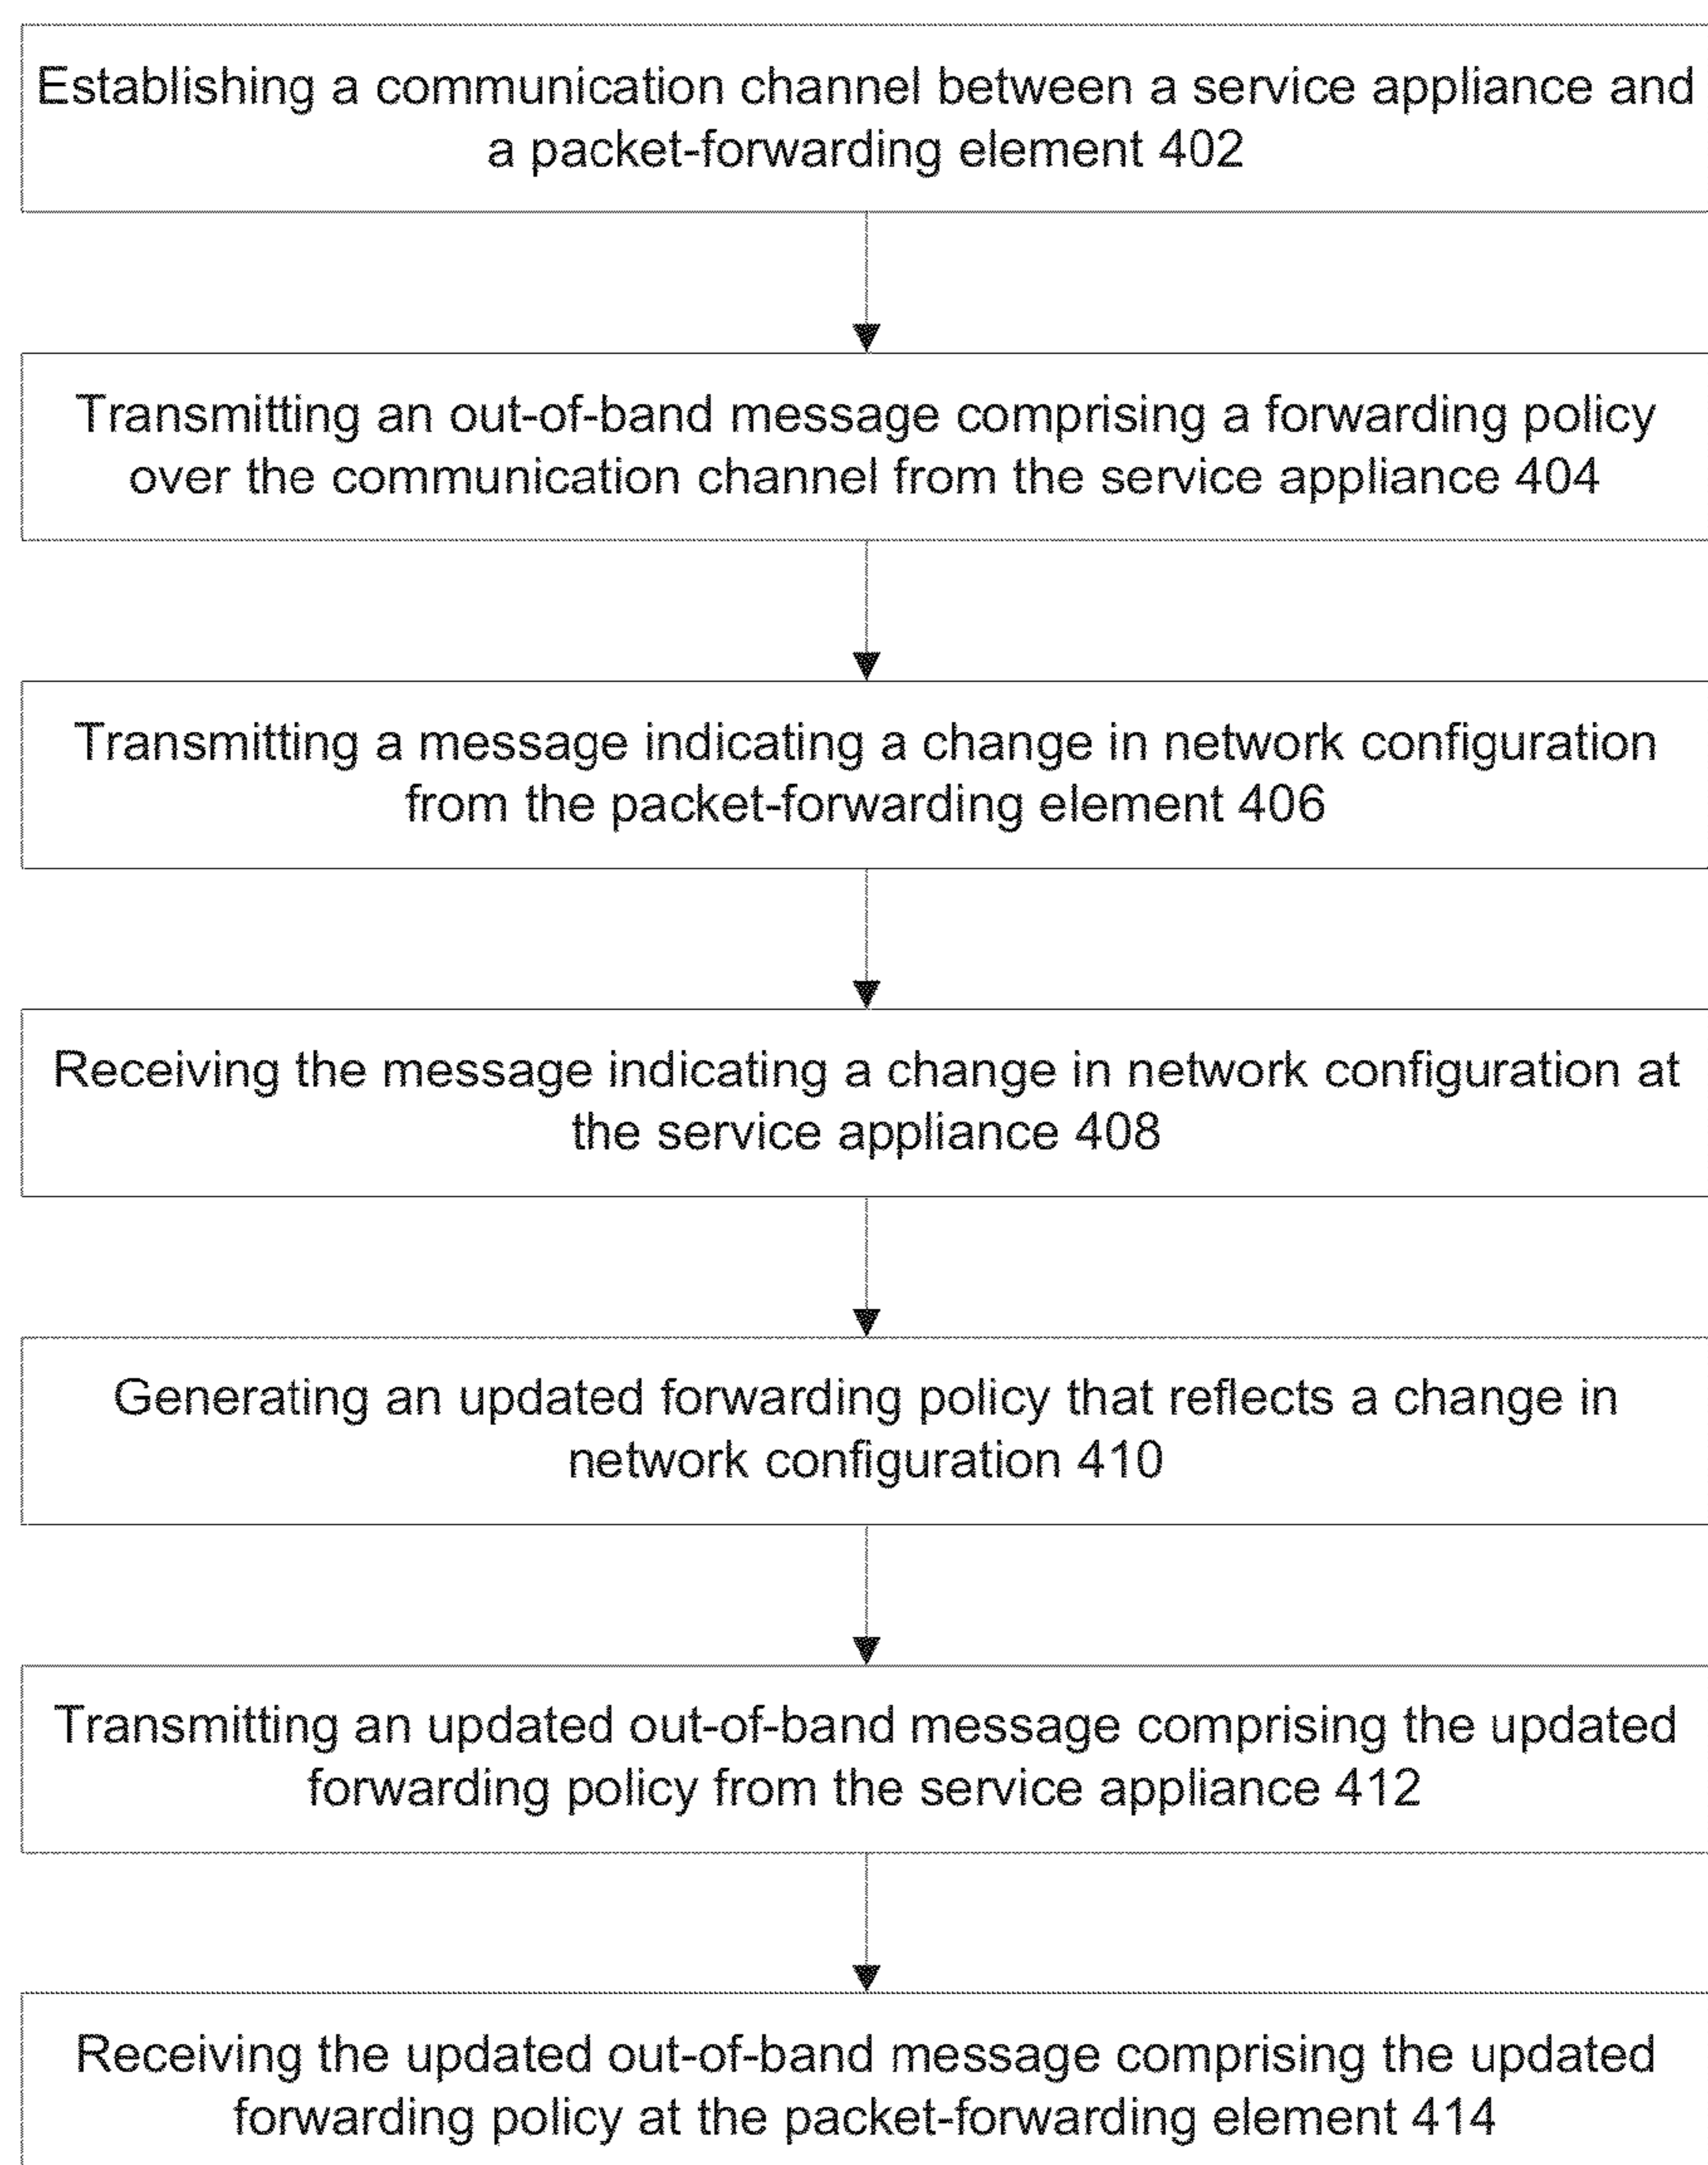 Establishing a communication channel between a service appliance and
a packet-forwarding element 402
Transmitting an out-of-band message comprising a forwarding policy
over the communication channel from the service appliance 404
Transmitting a message indicating a change in network configuration
from the packet-forwarding element 406
Receiving the message indicating a change in network configuration at
the service appliance 408
Generating an updated forwarding policy that reflects a change in
network configuration 410
Transmitting an updated out-of-band message comprising the updated
forwarding policy from the service appliance 412
Receiving the updated out-of-band message comprising the updated
forwarding policy at the packet-forwarding element 414